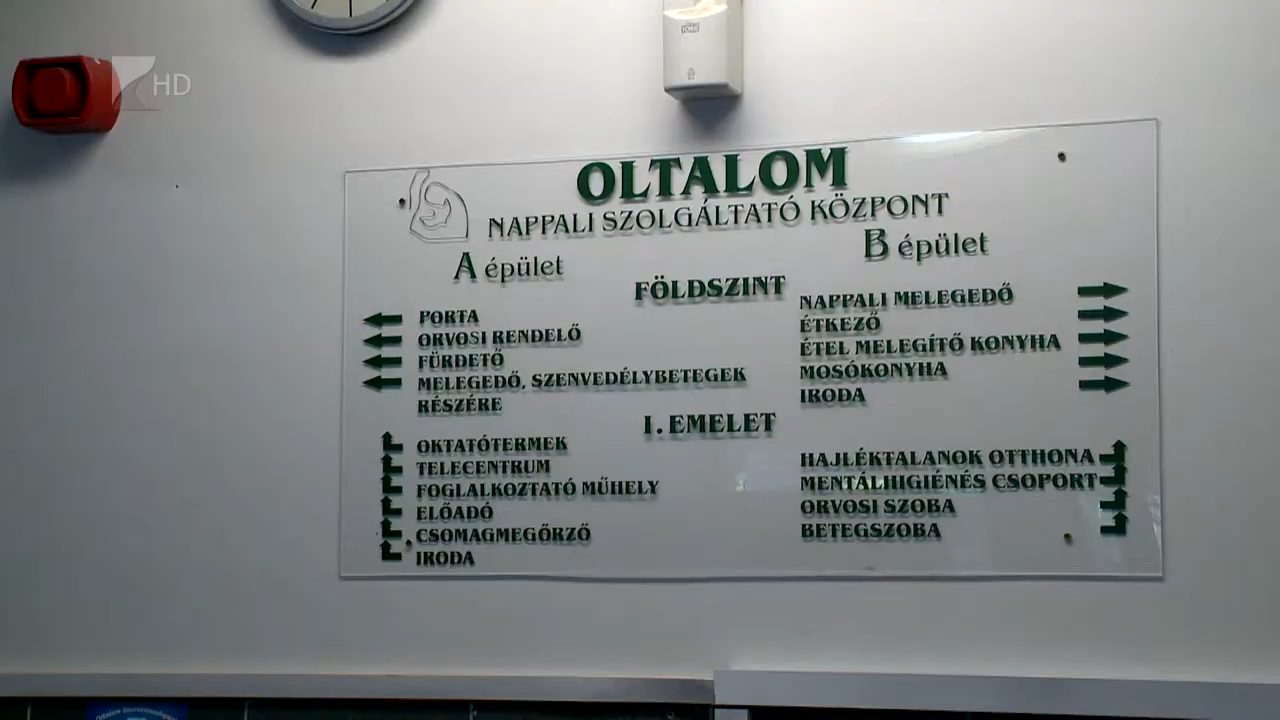 HD
TORK
OLTALOM
NAPPALI SZOLGÁLTATÓ KÖZPONT
A épület
B épület
FÖLDSZINT
PORTA
ORVOSI RENDELŐ
FÜRDETŐ
MELEGEDŐ, SZENVEDÉLYBETEGEK
RÉSZÉRE
NAPPALI MELEGEDŐ
ÉTKEZŐ
ÉTEL MELEGÍTŐ KONYHA
MOSÓKONYHA
IRODA
I. EMELET
OKTATÓTERMEK
TELECENTRUM
FOGLALKOZTATÓ MŰHELY
ELŐADÓ
CSOMAGMEGŐRZŐ
IRODA
HAJLÉKTALANOK OTTHONA
MENTÁLHIGIÉNÉS CSOPORT
ORVOSI SZOBA
BETEGSZOBA